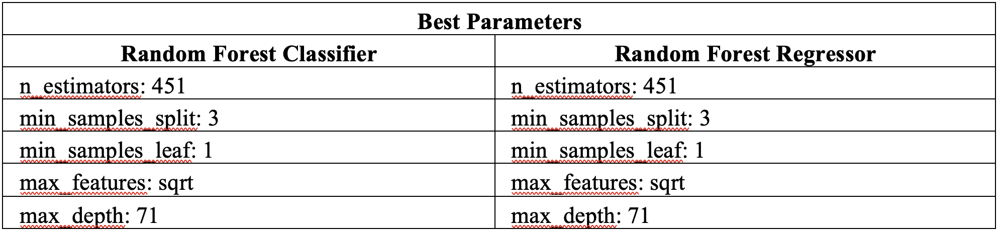 Best Parameters
Random Forest Classifier Random Forest Regressor
n_estimators: 451 n_estimators: 451
min_samples_split: 3 min_samples_split: 3
min_samples_leaf: 1 min_samples_leaf: 1
max_features: sqrt max_features: sqrt
max_depth: 71 max_depth: 71